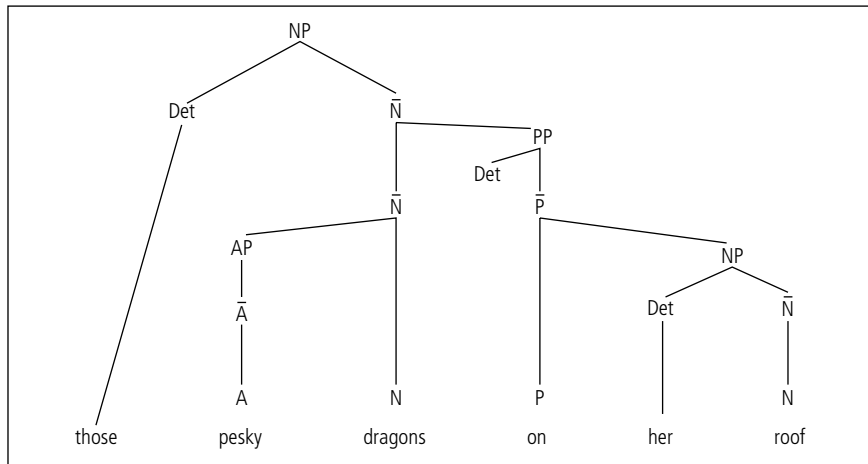 NP
Det N̄
PP
Det
N̄ P̄
AP NP
Ā Det N̄
A N P N
those pesky dragons on her roof